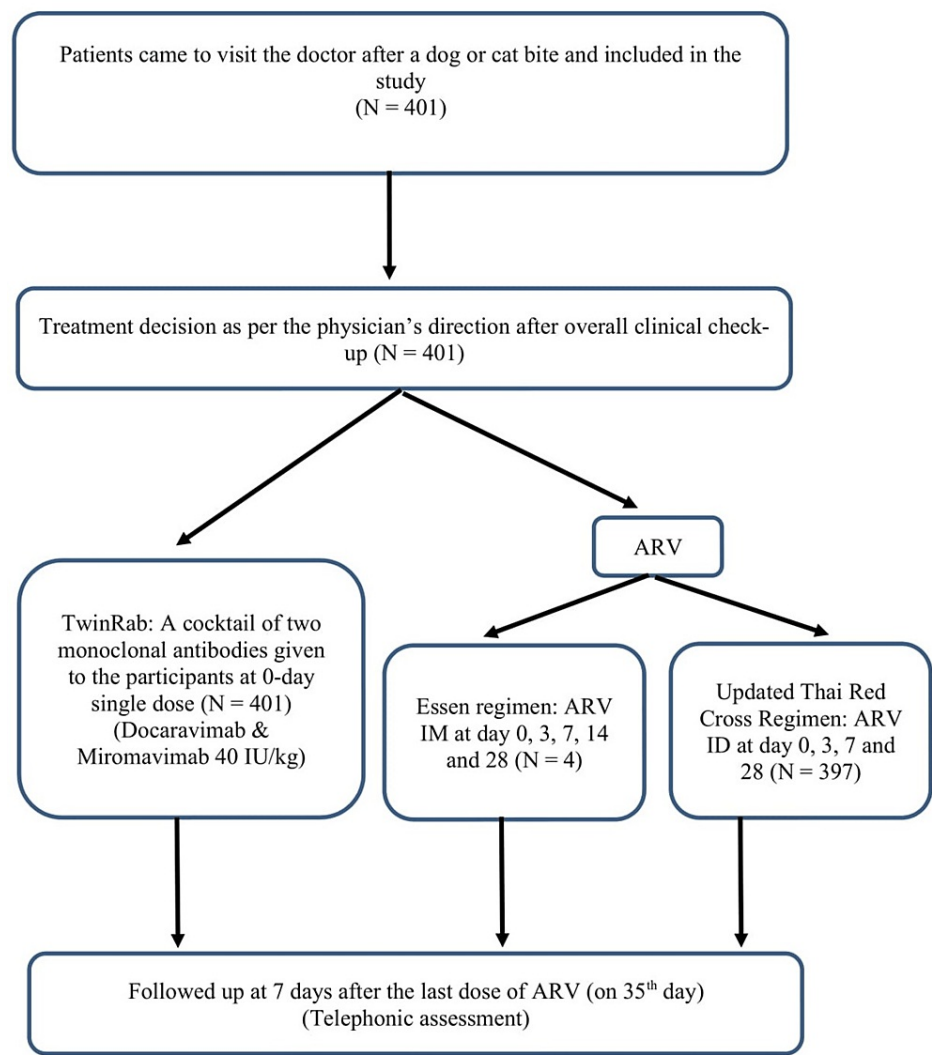 Patients came to visit the doctor after a dog or cat bite and included in the
study
(N = 401)
Treatment decision as per the physician’s direction after overall clinical check-
up (N = 401)
ARV
TwinRab: A cocktail of two
monoclonal antibodies given
to the participants at 0-day
single dose (N = 401)
(Docaravimab &
Miromavimab 40 IU/kg)
Essen regimen: ARV
IM at day 0, 3, 7, 14
and 28 (N = 4)
Updated Thai Red
Cross Regimen: ARV
ID at day 0, 3, 7 and
28 (N = 397)
Followed up at 7 days after the last dose of ARV (on 35th day)
(Telephonic assessment)